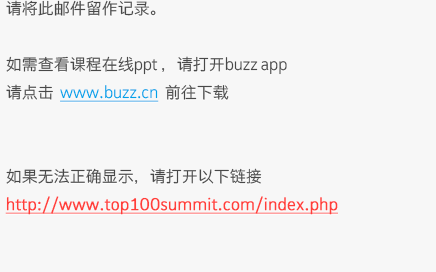 请将此邮件留作记录。
如需查看课程在线ppt ，请打开buzz app
请点击 www.buzz.cn 前往下载
如果无法正确显示，请打开以下链接
http://www.top100summit.com/index.php